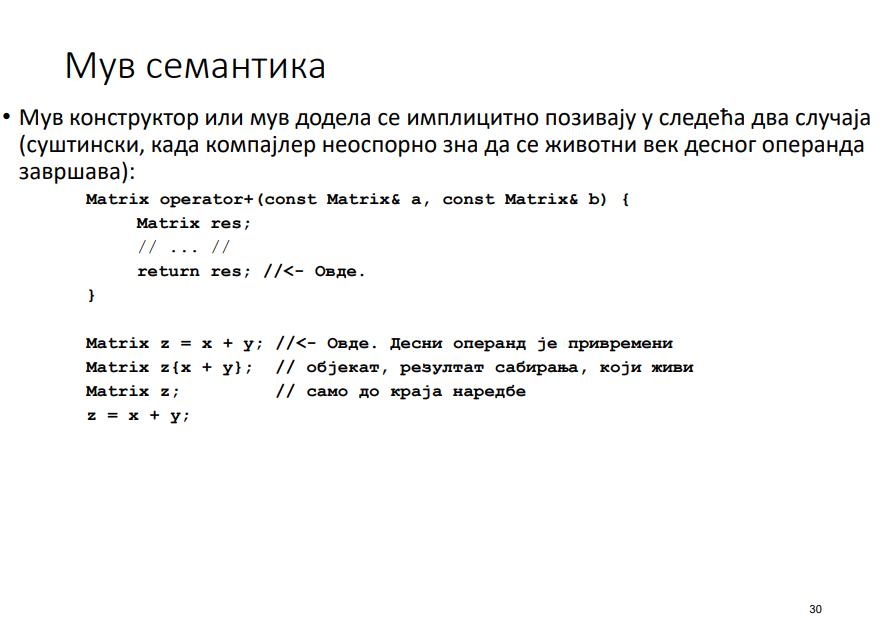 Мув семантика
• Мув конструктор или мув додела се имплицитно позивају у следећа два случаја
(суштински, када компајлер неоспорно зна да се животни век десног операнда
завршава):
Matrix operator+(const Matrix& a, const Matrix& b) {
Matrix res;
// ... //
return res; //<- Овде.
}
Matrix z = x + y; //<- Овде. Десни операнд је привремени
Matrix z{x + y}; // објекат, резултат сабирања, који живи
Matrix z; // само до краја наредбе
z = x + y;
30